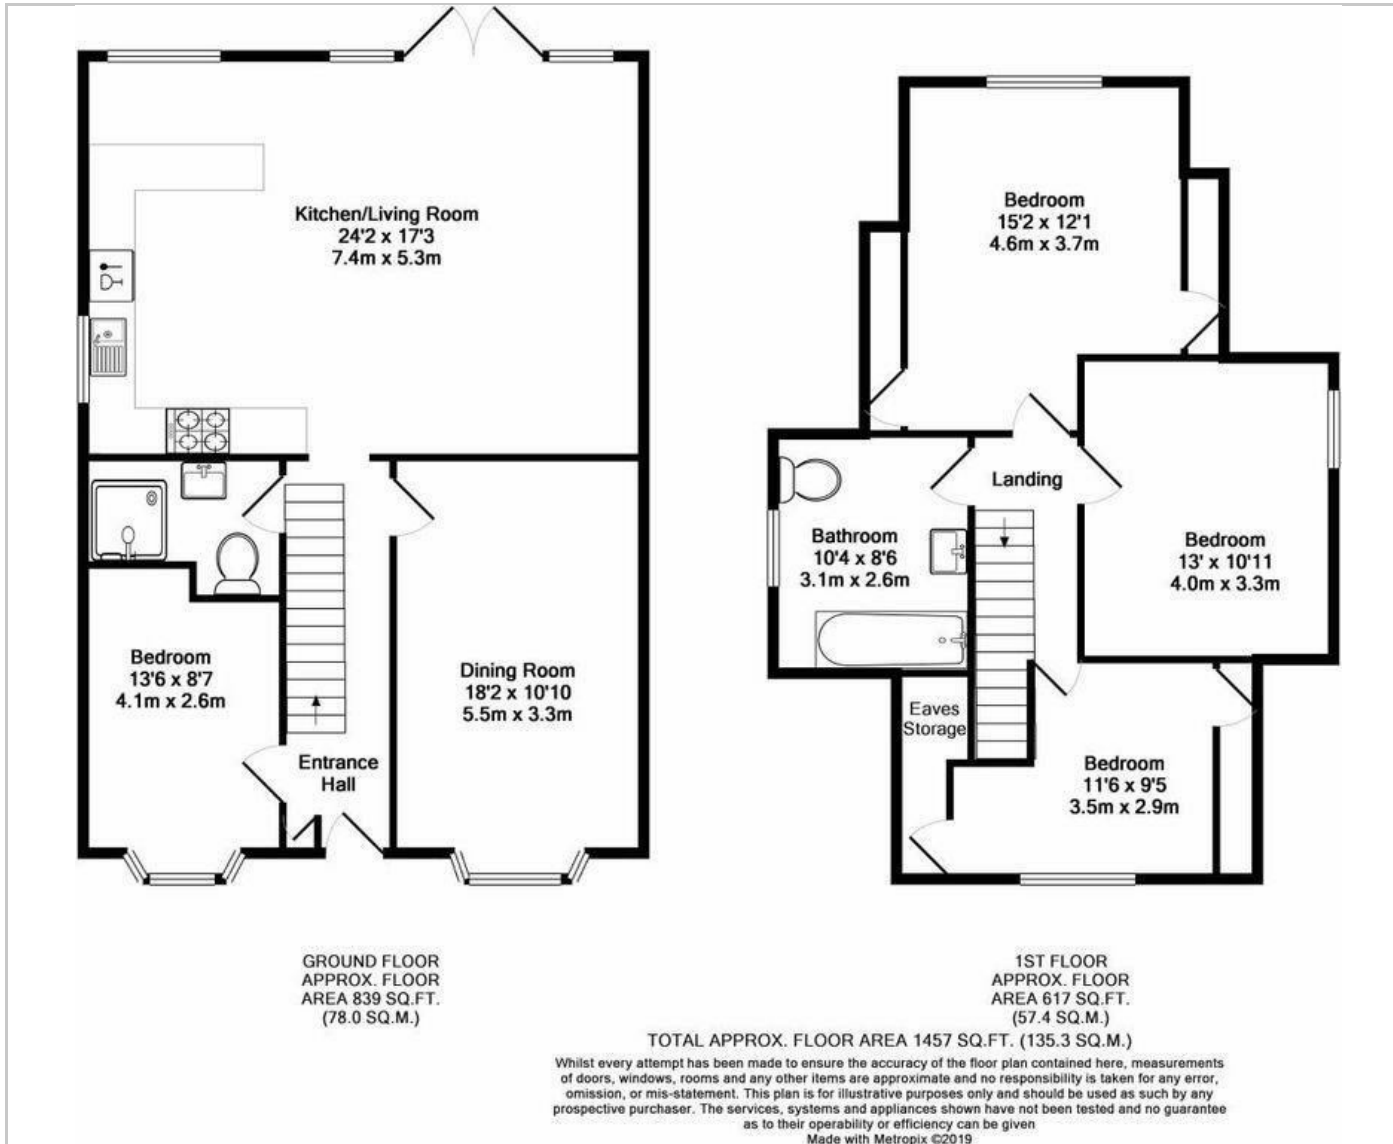 Kitchen/Living Room
24'2 x 17'3
7.4m x 5.3m
Bedroom
13'6 x 8'7
4.1m x 2.6m
Dining Room
18'2 x 10'10
5.5m x 3.3m
Entrance
Hall
GROUND FLOOR
APPROX. FLOOR
AREA 839 SQ.FT.
(78.0 SQ.M.)
Bedroom
15'2 x 12'1
4.6m x 3.7m
Landing
Bathroom
10'4 x 8'6
3.1m x 2.6m
Bedroom
13' x 10'11
4.0m x 3.3m
Eaves
Storage
Bedroom
11'6 x 9'5
3.5m x 2.9m
1ST FLOOR
APPROX. FLOOR
AREA 617 SQ.FT.
(57.4 SQ.M.)
TOTAL APPROX. FLOOR AREA 1457 SQ.FT. (135.3 SQ.M.)
Whilst every attempt has been made to ensure the accuracy of the floor plan contained here, measurements
of doors, windows, rooms and any other items are approximate and no responsibility is taken for any error,
omission, or mis-statement. This plan is for illustrative purposes only and should be used as such by any
prospective purchaser. The services, systems and appliances shown have not been tested and no guarantee
as to their operability or efficiency can be given
Made with Metropix ©2019